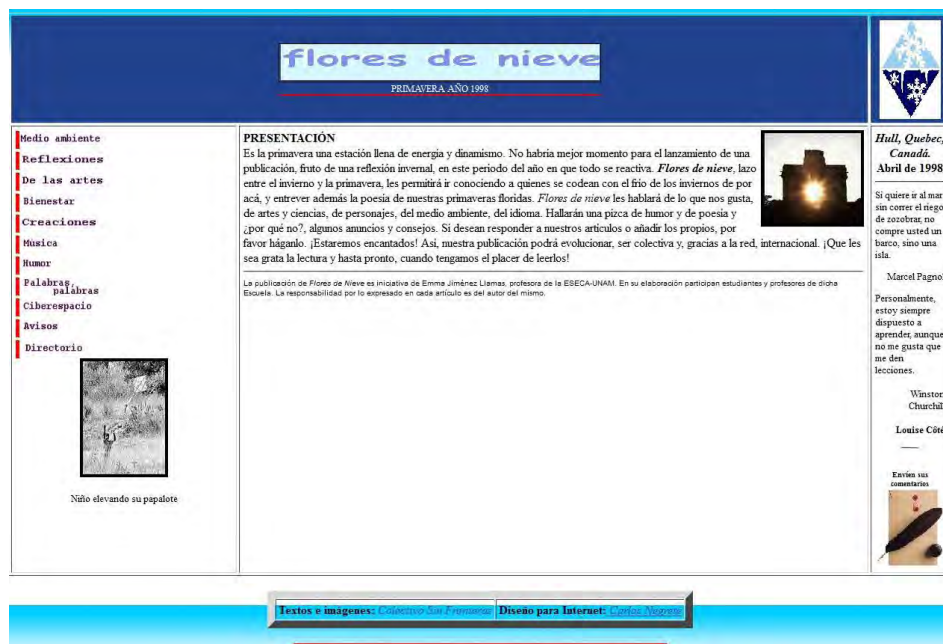 flores de nieve
PRIMAVERA AÑO 1998
Medio ambiente
Reflexiones
De las artes
Bienestar
Creaciones
Música
Humor
Palabras,
palabras
Ciberespacio
Avisos
Directorio
Niño elevando su papalote
PRESENTACIÓN
Es la primavera una estación llena de energía y dinamismo. No habría mejor momento para el lanzamiento de una
publicación, fruto de una reflexión invernal, en este periodo del año en que todo se reactiva. Flores de nieve, lazo
entre el invierno y la primavera, les permitirá ir conociendo a quienes se codean con el frío de los inviernos de por
acá, y entrever además la poesía de nuestras primaveras floridas. Flores de nieve les hablará de lo que nos gusta,
de artes y ciencias, de personajes, del medio ambiente, del idioma. Hallarán una pizca de humor y de poesía y
¿por qué no?, algunos anuncios y consejos. Si desean responder a nuestros artículos o añadir los propios, por
favor háganlo. ¡Estaremos encantados! Así, nuestra publicación podrá evolucionar, ser colectiva y, gracias a la red, internacional. ¡Que les
sea grata la lectura y hasta pronto, cuando tengamos el placer de leerlos!
La publicación de Flores de Nieve es iniciativa de Emma Jiménez Llamas, profesora de la ESECA-UNAM. En su elaboración participan estudiantes y profesores de dicha
Escuela. La responsabilidad por lo expresado en cada artículo es del autor del mismo.
Hull, Quebec,
Canadá.
Abril de 1998
Si quiere ir al mar
sin correr el riego
de zozobrar, no
compre usted un
barco, sino una
isla.
Marcel Pagno
Personalmente,
estoy siempre
dispuesto a
aprender, aunque
no me gusta que
me den
lecciones.
Winston
Churchil
Louise Côté
Envíen sus
comentarios
Textos e imágenes: Colectivo Sin Fronteras Diseño para Internet: Carlos Negrete